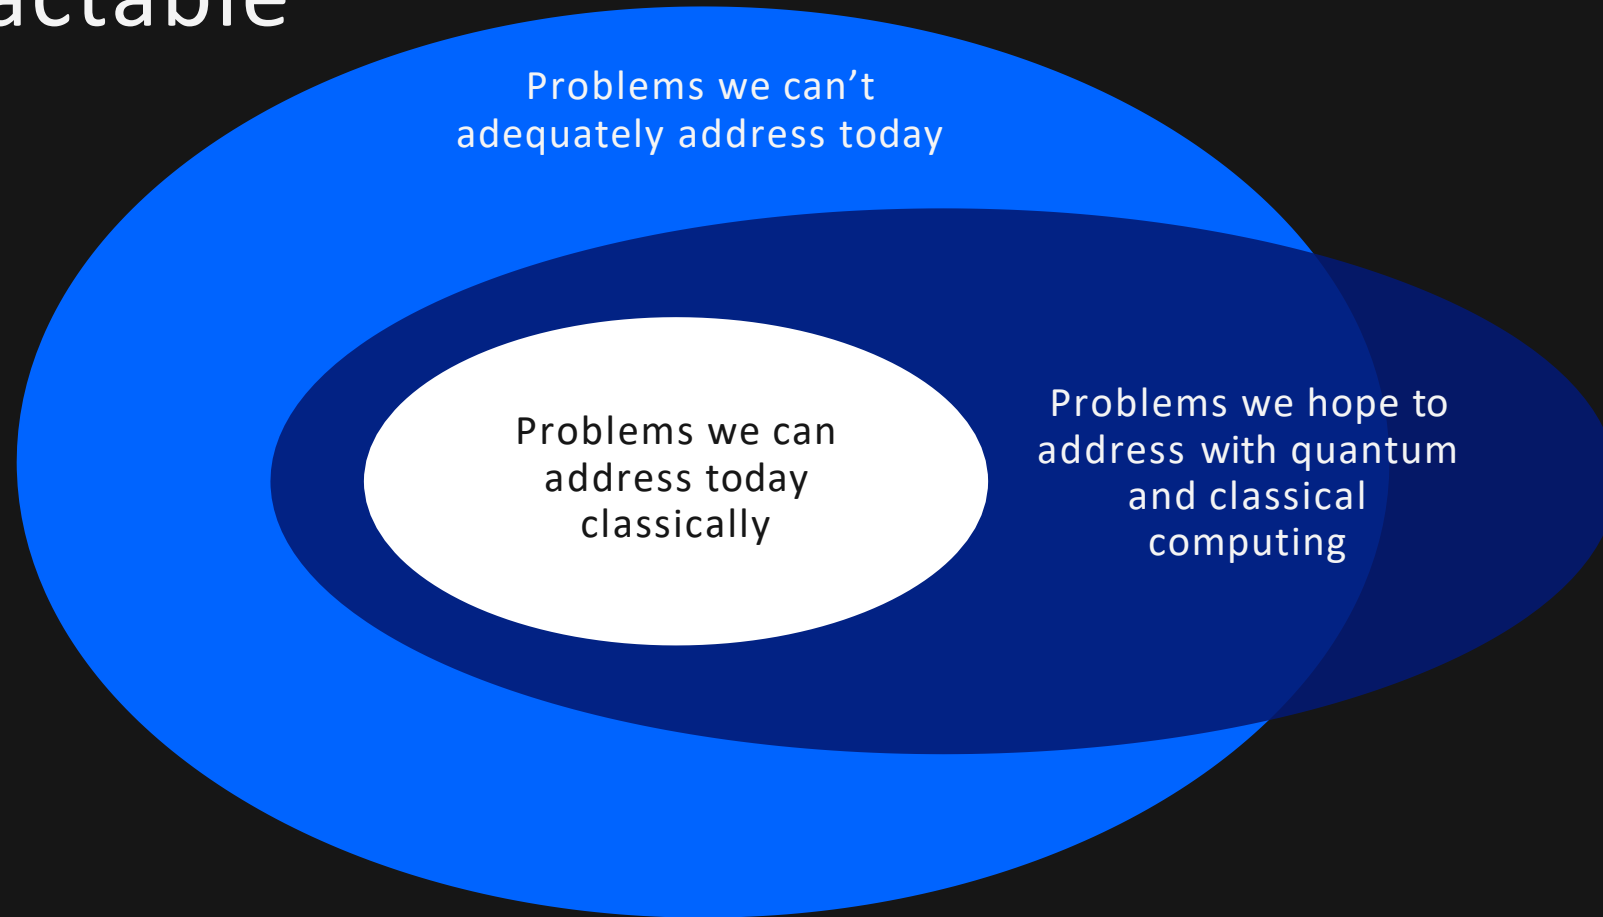 Problems we can’t
adequately address today
Problems we can
address today
classically
Problems we hope to
address with quantum
and classical
computing